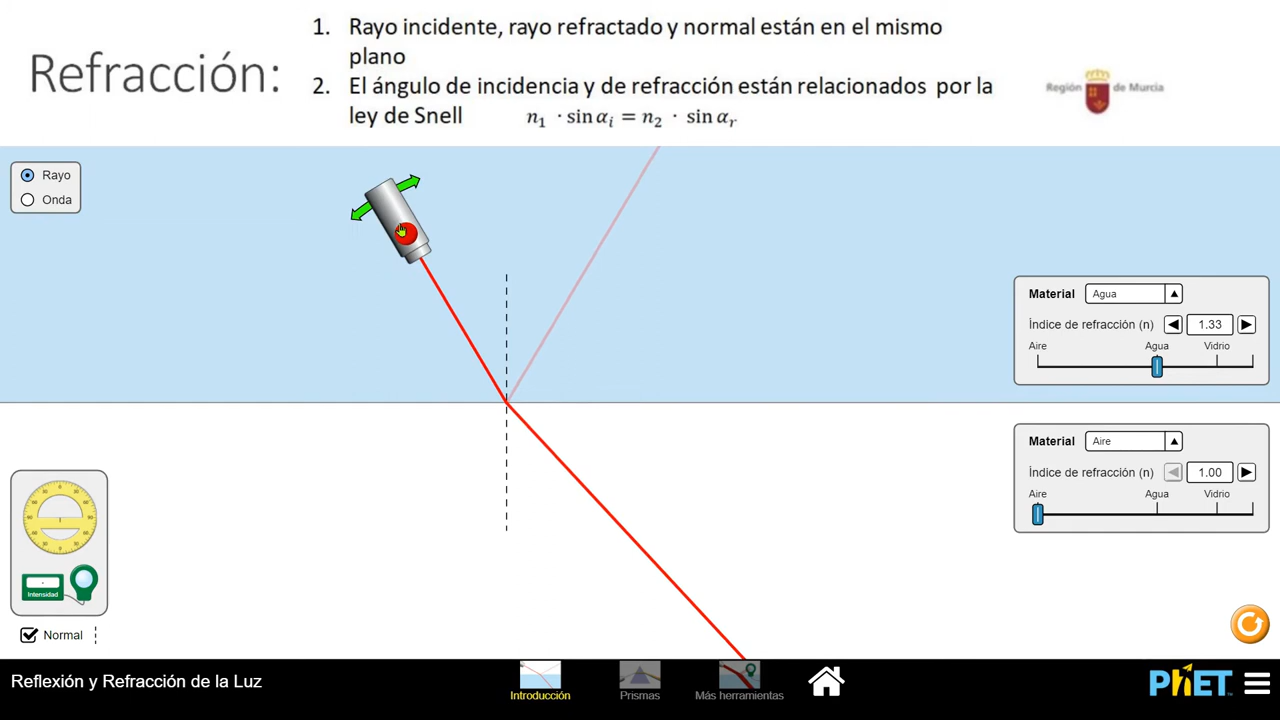 Refracción:
1. Rayo incidente, rayo refractado y normal están en el mismo
plano
2. El ángulo de incidencia y de refracción están relacionados por la
ley de Snell n₁ · sin αᵢ = n₂ · sin αᵣ
Región de Murcia
Rayo
Onda
Material Agua
Índice de refracción (n) 1.33
Aire Agua Vidrio
Material Aire
Índice de refracción (n) 1.00
Aire Agua Vidrio
Intensidad
Normal
Reflexión y Refracción de la Luz
Introducción
Prismas
Más herramientas
PhET